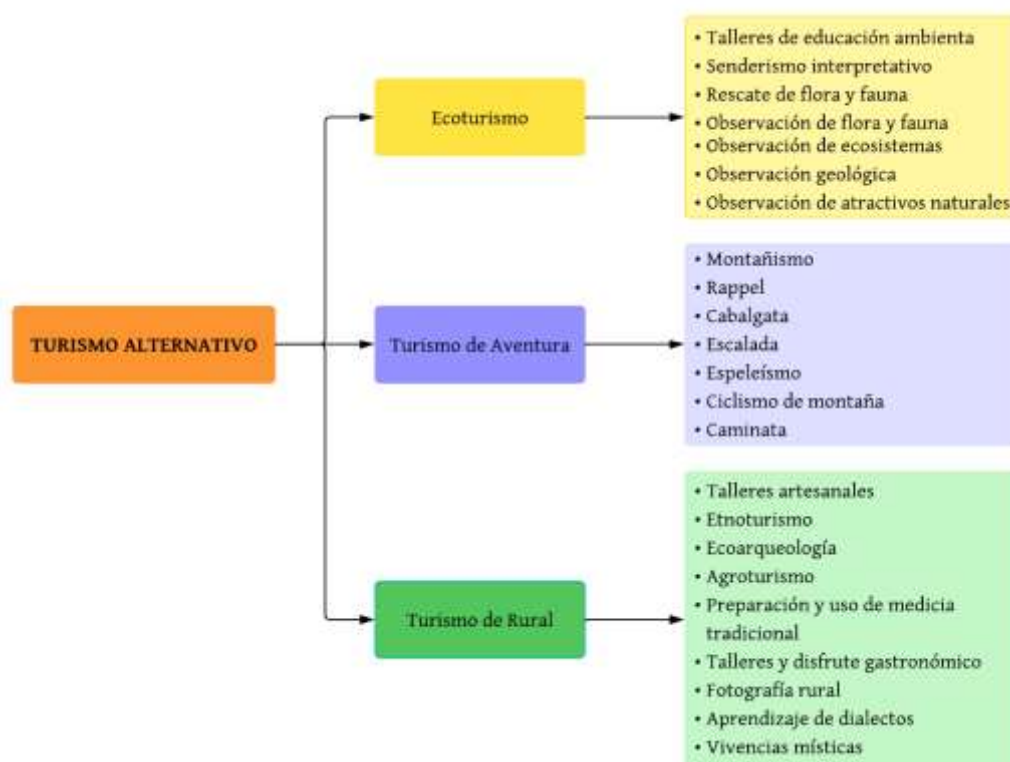 TURISMO ALTERNATIVO
Ecoturismo
• Talleres de educación ambienta
• Senderismo interpretativo
• Rescate de flora y fauna
• Observación de flora y fauna
• Observación de ecosistemas
• Observación geológica
• Observación de atractivos naturales
Turismo de Aventura
• Montañismo
• Rappel
• Cabalgata
• Escalada
• Espeleísmo
• Ciclismo de montaña
• Caminata
Turismo de Rural
• Talleres artesanales
• Etnoturismo
• Ecoarqueología
• Agroturismo
• Preparación y uso de medicia
tradicional
• Talleres y disfrute gastronómico
• Fotografía rural
• Aprendizaje de dialectos
• Vivencias místicas